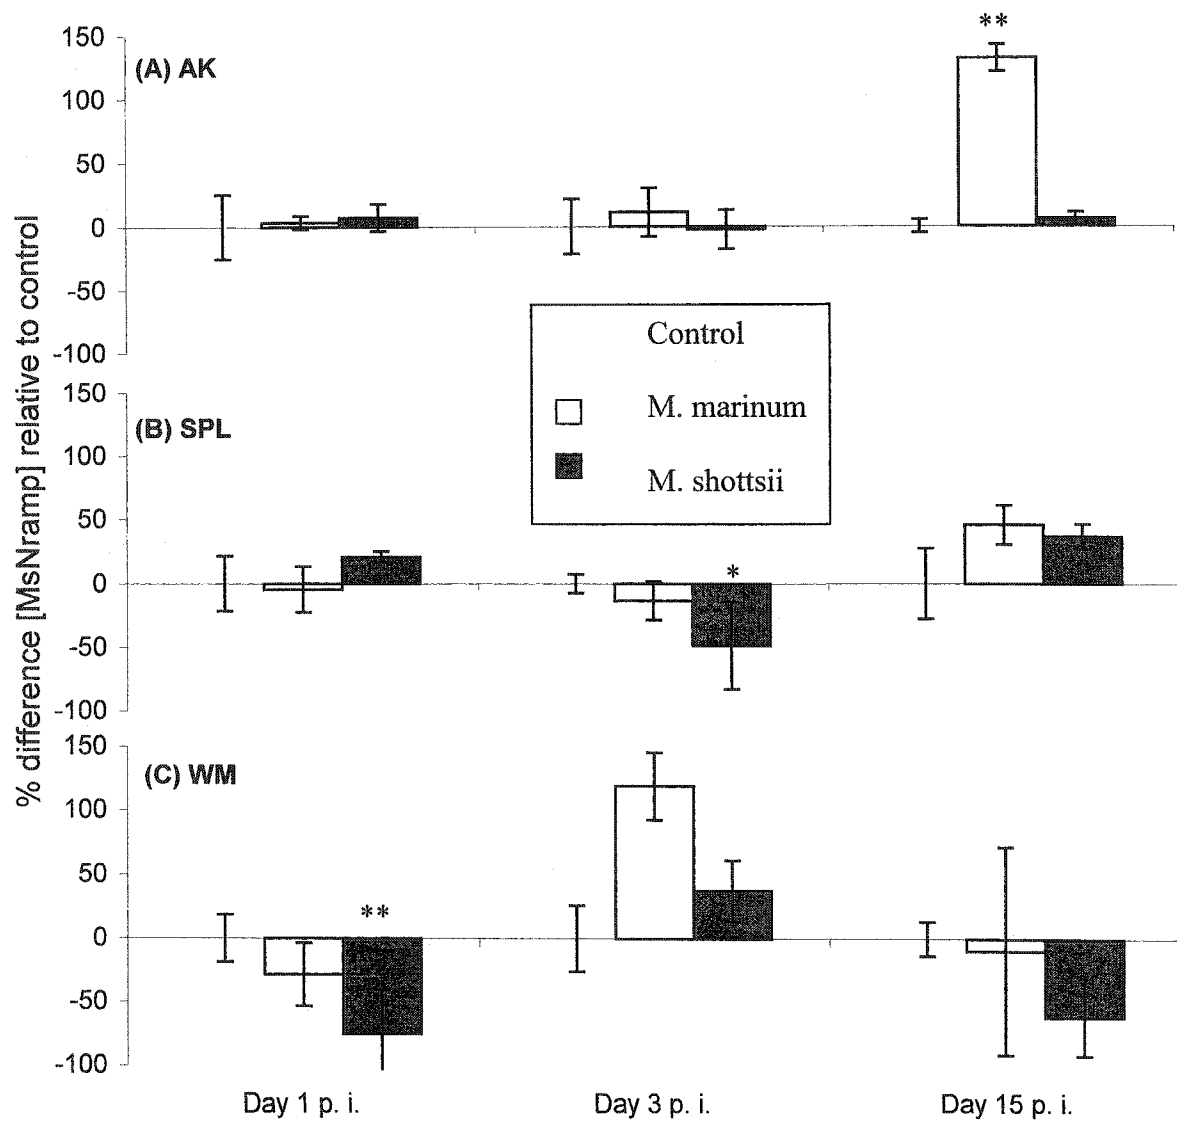 % difference [MsNramp] relative to control
**
150
(A) AK
100
50
0
-50
-100
Control
M. marinum
M. shottsii
150
(B) SPL
100
50
0
*
-50
-100
150
(C) WM
100
50
**
0
-50
-100
Day 1 p. i.
Day 3 p. i.
Day 15 p. i.